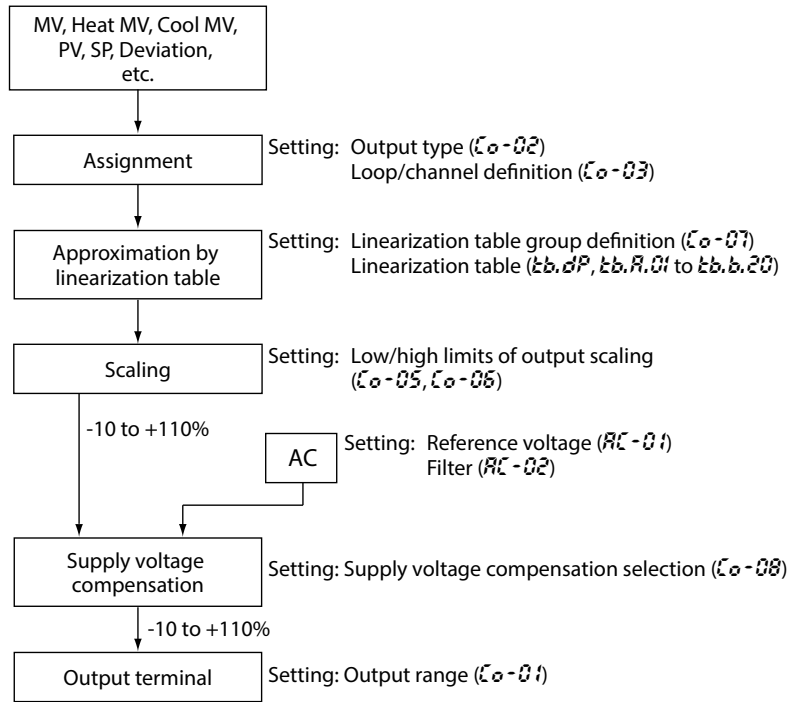 MV, Heat MV, Cool MV,
PV, SP, Deviation,
etc.
Assignment
Setting: Output type (Co-02)
Loop/channel definition (Co-03)
Approximation by
linearization table
Setting: Linearization table group definition (Co-07)
Linearization table (tb.dP, tb.A.01 to tb.b.20)
Scaling
Setting: Low/high limits of output scaling
(Co-05, Co-06)
-10 to +110%
AC
Setting: Reference voltage (AC-01)
Filter (AC-02)
Supply voltage
compensation
Setting: Supply voltage compensation selection (Co-08)
-10 to +110%
Output terminal
Setting: Output range (Co-01)